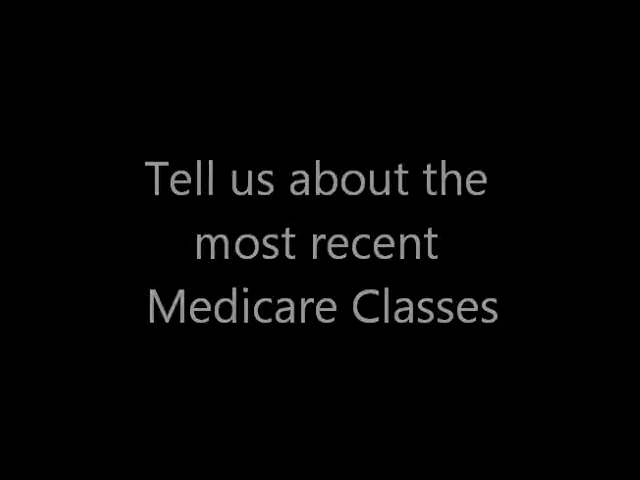 Tell us about the
most recent
Medicare Classes